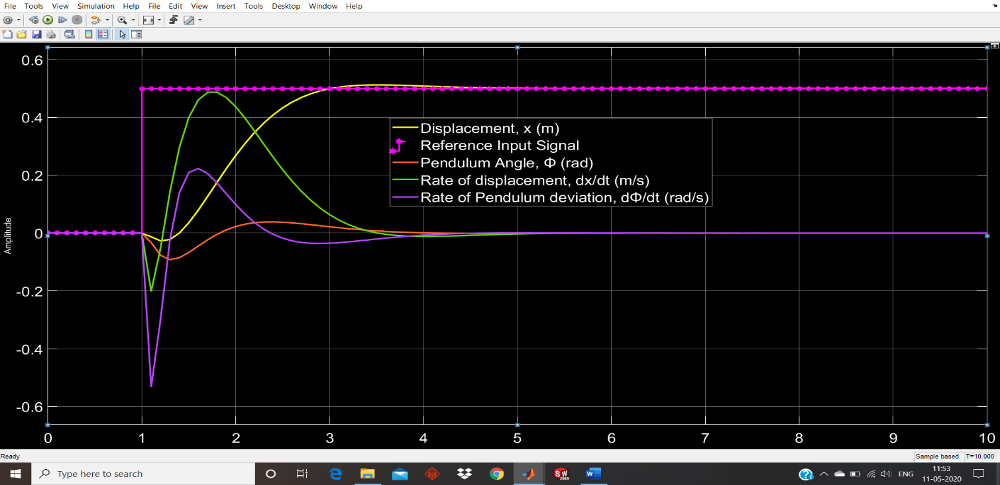 File Tools View Simulation Help File Edit View Insert Tools Desktop Window Help
0.6
0.4
0.2
0
-0.2
-0.4
-0.6
Amplitude
Displacement, x (m)
Reference Input Signal
Pendulum Angle, Φ (rad)
Rate of displacement, dx/dt (m/s)
Rate of Pendulum deviation, dΦ/dt (rad/s)
0 1 2 3 4 5 6 7 8 9 10
Ready
Sample based T=10.000
Type here to search
SW
2019
W
ENG
11:53
11-05-2020